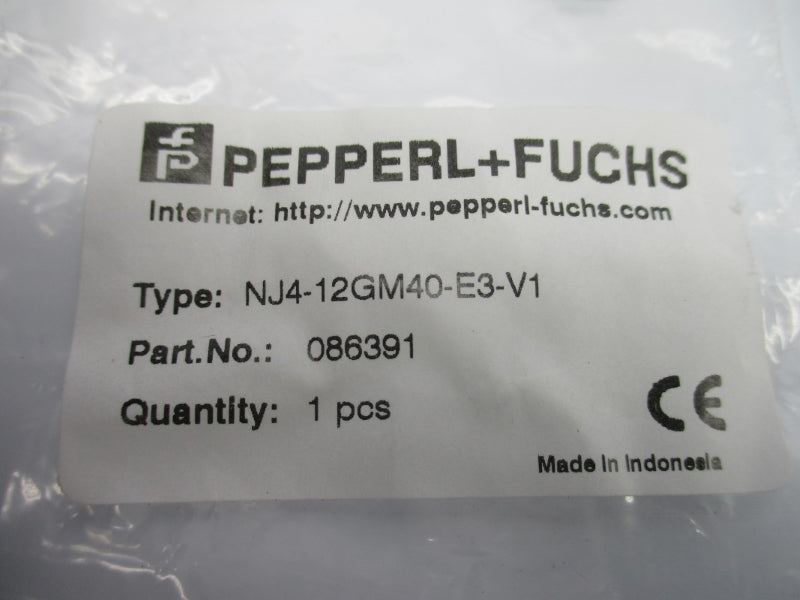 PEPPERL+FUCHS
Internet: http://www.pepperl-fuchs.com
Type: NJ4-12GM40-E3-V1
Part.No.: 086391
Quantity: 1 pcs
CE
Made in Indonesia